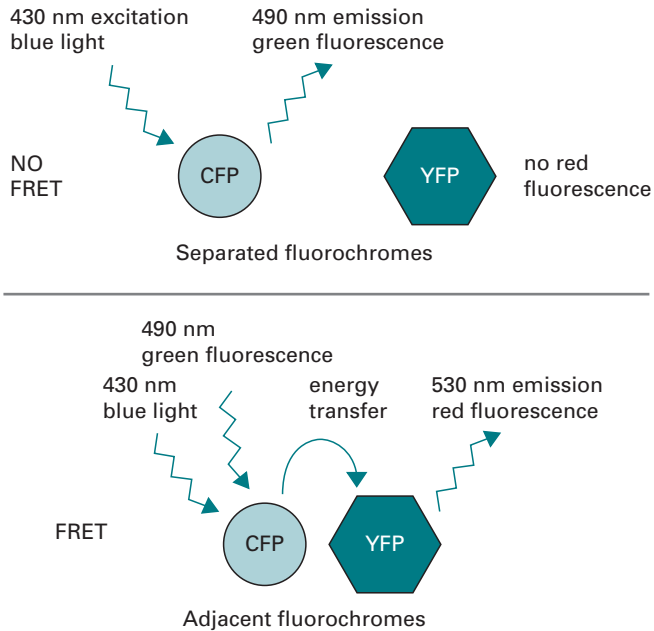 430 nm excitation
blue light
490 nm emission
green fluorescence
NO
FRET
CFP
YFP
no red
fluorescence
Separated fluorochromes
490 nm
green fluorescence
430 nm
blue light
energy
transfer
530 nm emission
red fluorescence
FRET
CFP
YFP
Adjacent fluorochromes